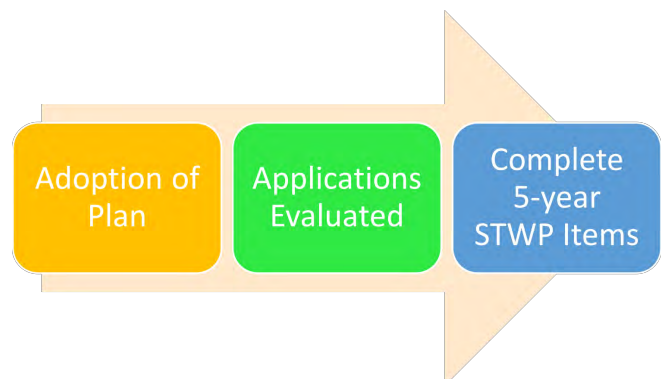 Adoption of
Plan
Applications
Evaluated
Complete
5-year
STWP Items